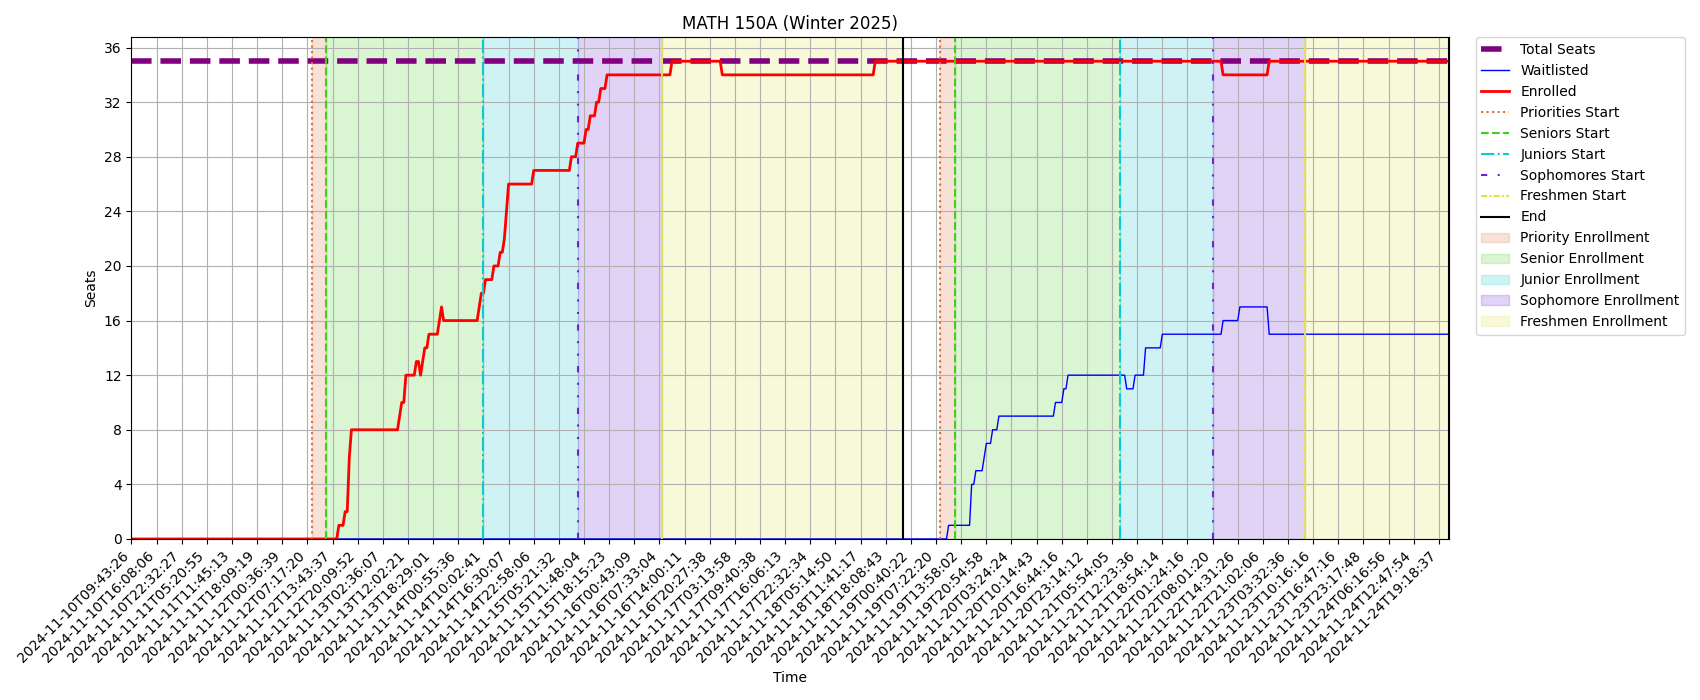 MATH 150A (Winter 2025)
36
32
28
24
20
16
12
8
4
0
Seats
2024-11-10T09:43:26
2024-11-10T16:08:06
2024-11-10T22:32:27
2024-11-11T05:20:55
2024-11-11T11:45:13
2024-11-11T18:09:19
2024-11-12T00:36:39
2024-11-12T07:17:20
2024-11-12T13:43:37
2024-11-12T20:09:52
2024-11-13T02:36:07
2024-11-13T12:02:21
2024-11-13T18:29:01
2024-11-14T00:55:36
2024-11-14T10:02:41
2024-11-14T16:30:07
2024-11-14T22:58:06
2024-11-15T05:21:32
2024-11-15T11:48:04
2024-11-15T18:15:23
2024-11-16T00:43:09
2024-11-16T07:33:04
2024-11-16T14:00:11
2024-11-16T20:27:38
2024-11-17T03:13:58
2024-11-17T09:40:38
2024-11-17T16:06:13
2024-11-17T22:32:34
2024-11-18T05:14:50
2024-11-18T11:41:17
2024-11-18T18:08:43
2024-11-19T00:40:22
2024-11-19T07:22:20
2024-11-19T13:58:02
2024-11-19T20:54:58
2024-11-20T03:24:24
2024-11-20T10:14:43
2024-11-20T16:44:16
2024-11-20T23:14:12
2024-11-21T05:54:05
2024-11-21T12:23:36
2024-11-21T18:54:14
2024-11-22T01:24:16
2024-11-22T08:01:20
2024-11-22T14:31:26
2024-11-22T21:02:06
2024-11-23T03:32:36
2024-11-23T10:16:16
2024-11-23T16:47:16
2024-11-23T23:17:48
2024-11-24T06:16:56
2024-11-24T12:47:54
2024-11-24T19:18:37
Time
Total Seats
Waitlisted
Enrolled
Priorities Start
Seniors Start
Juniors Start
Sophomores Start
Freshmen Start
End
Priority Enrollment
Senior Enrollment
Junior Enrollment
Sophomore Enrollment
Freshmen Enrollment